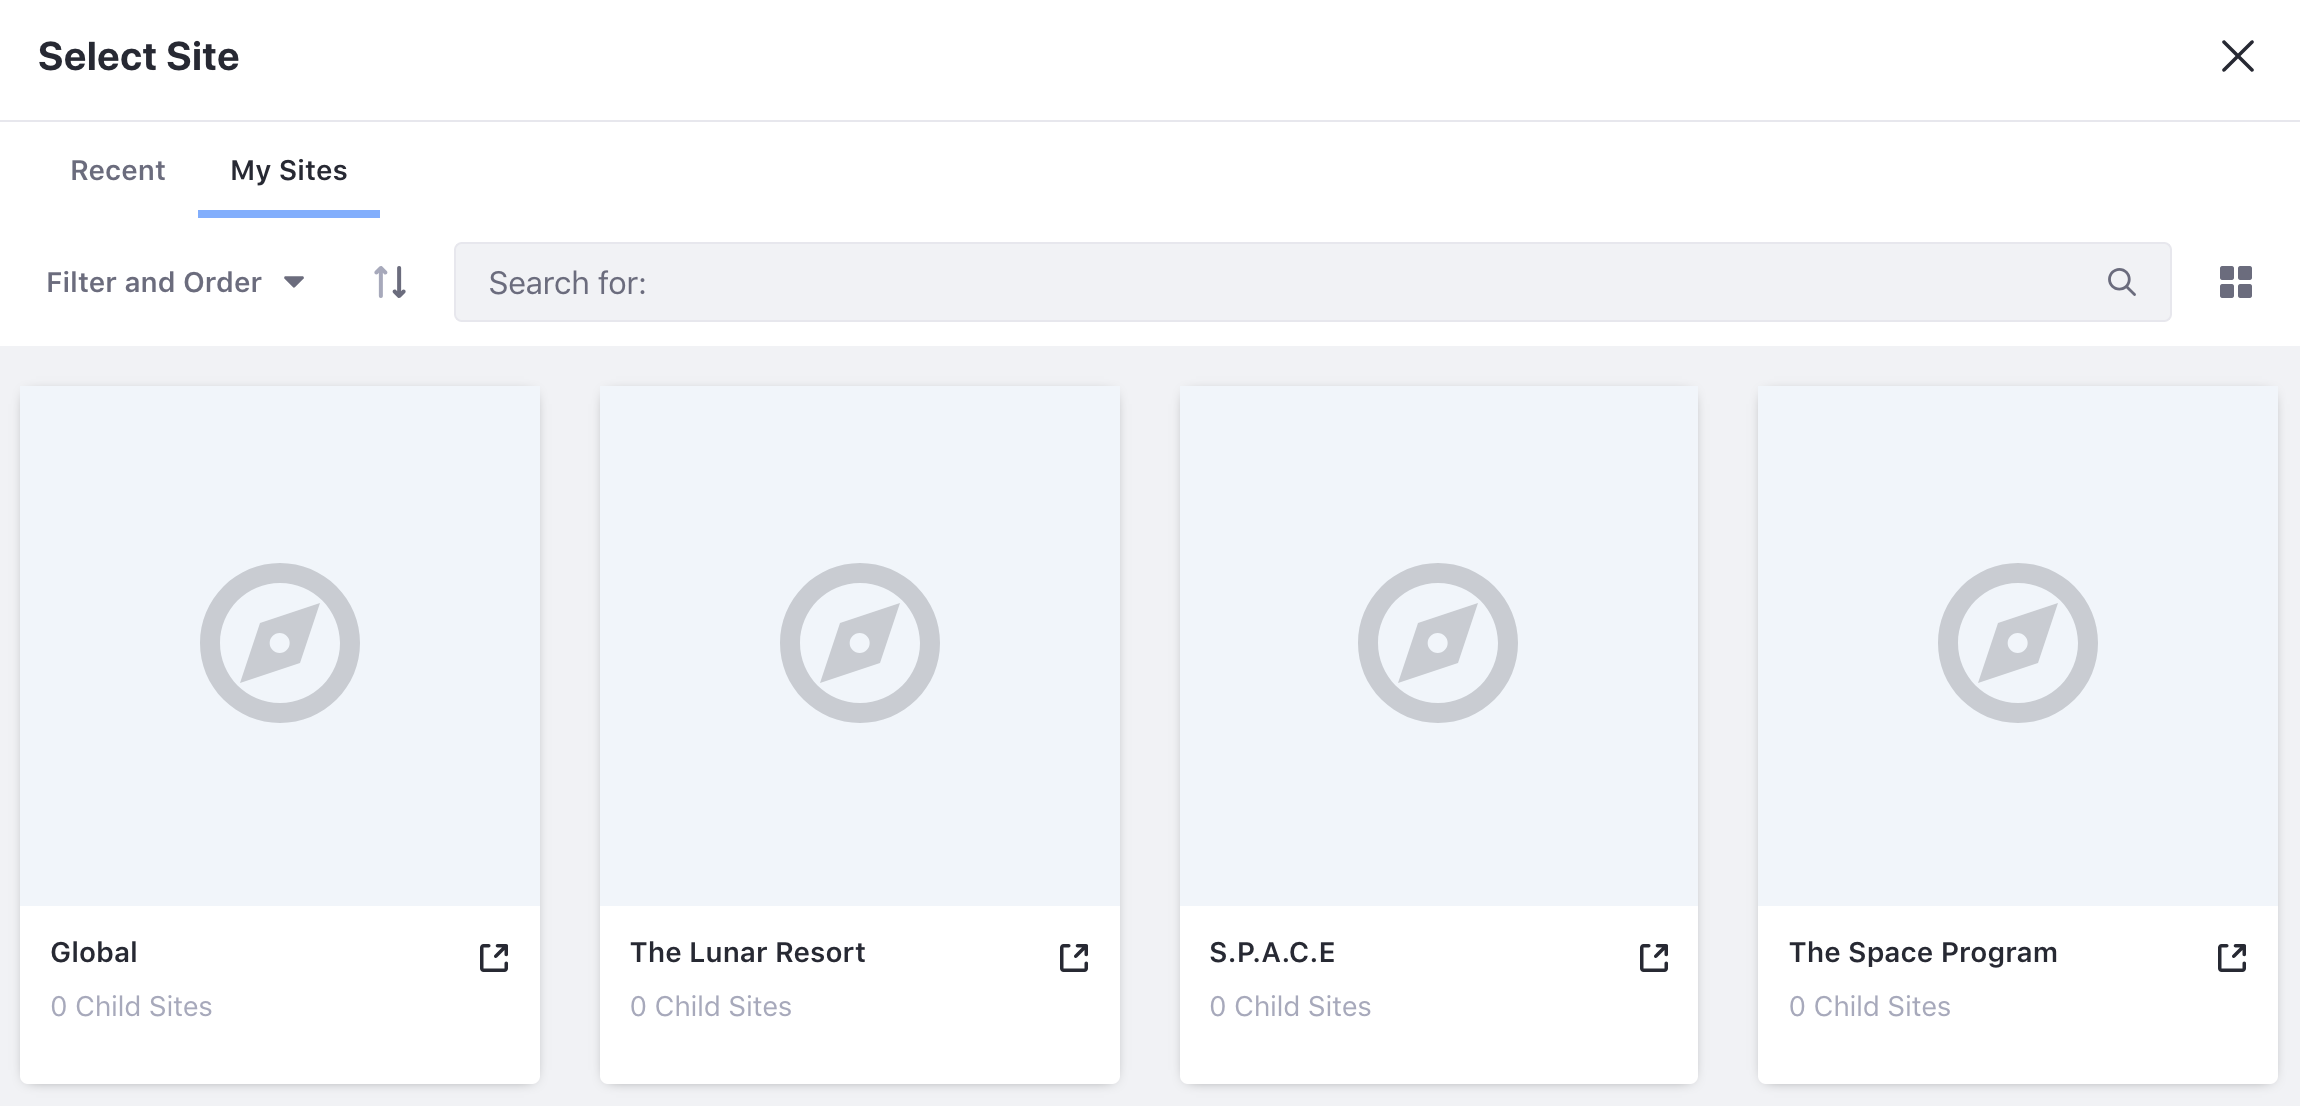 Select Site
Recent
My Sites
Filter and Order
Search for:
Global
0 Child Sites
The Lunar Resort
0 Child Sites
S.P.A.C.E
0 Child Sites
The Space Program
0 Child Sites